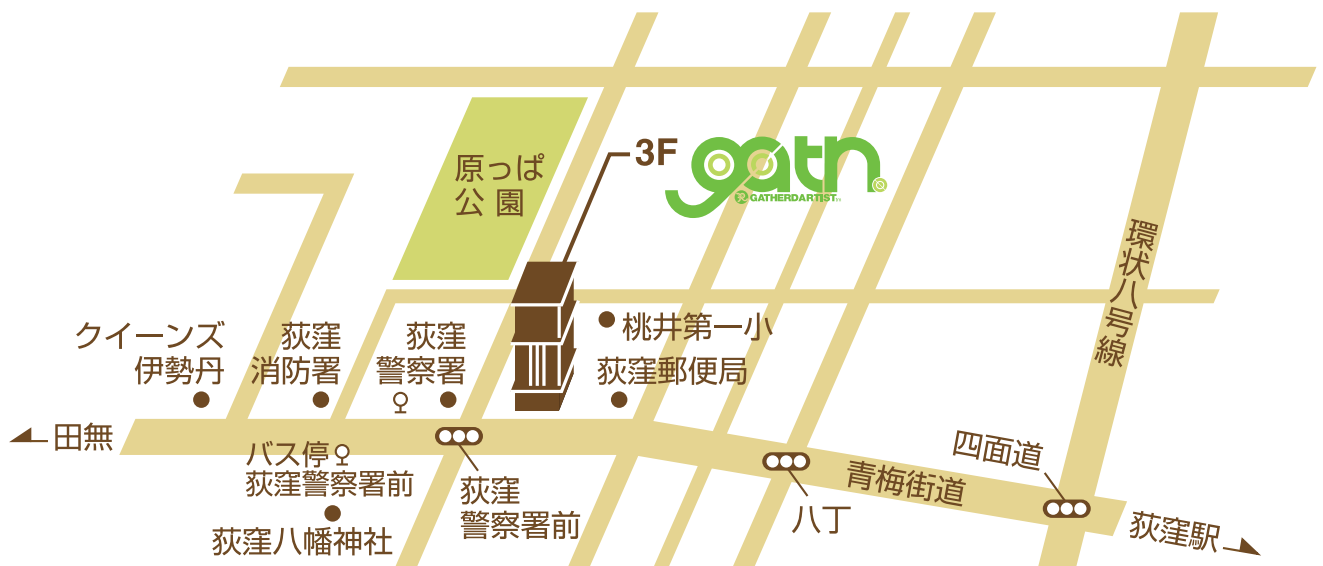 3F
gatn
GATHERDARTIST
原っぱ
公園
環状八号線
クイーンズ
伊勢丹
荻窪
消防署
荻窪
警察署
桃井第一小
荻窪郵便局
田無
バス停
荻窪警察署前
荻窪八幡神社
荻窪
警察署前
八丁
青梅街道
四面道
荻窪駅